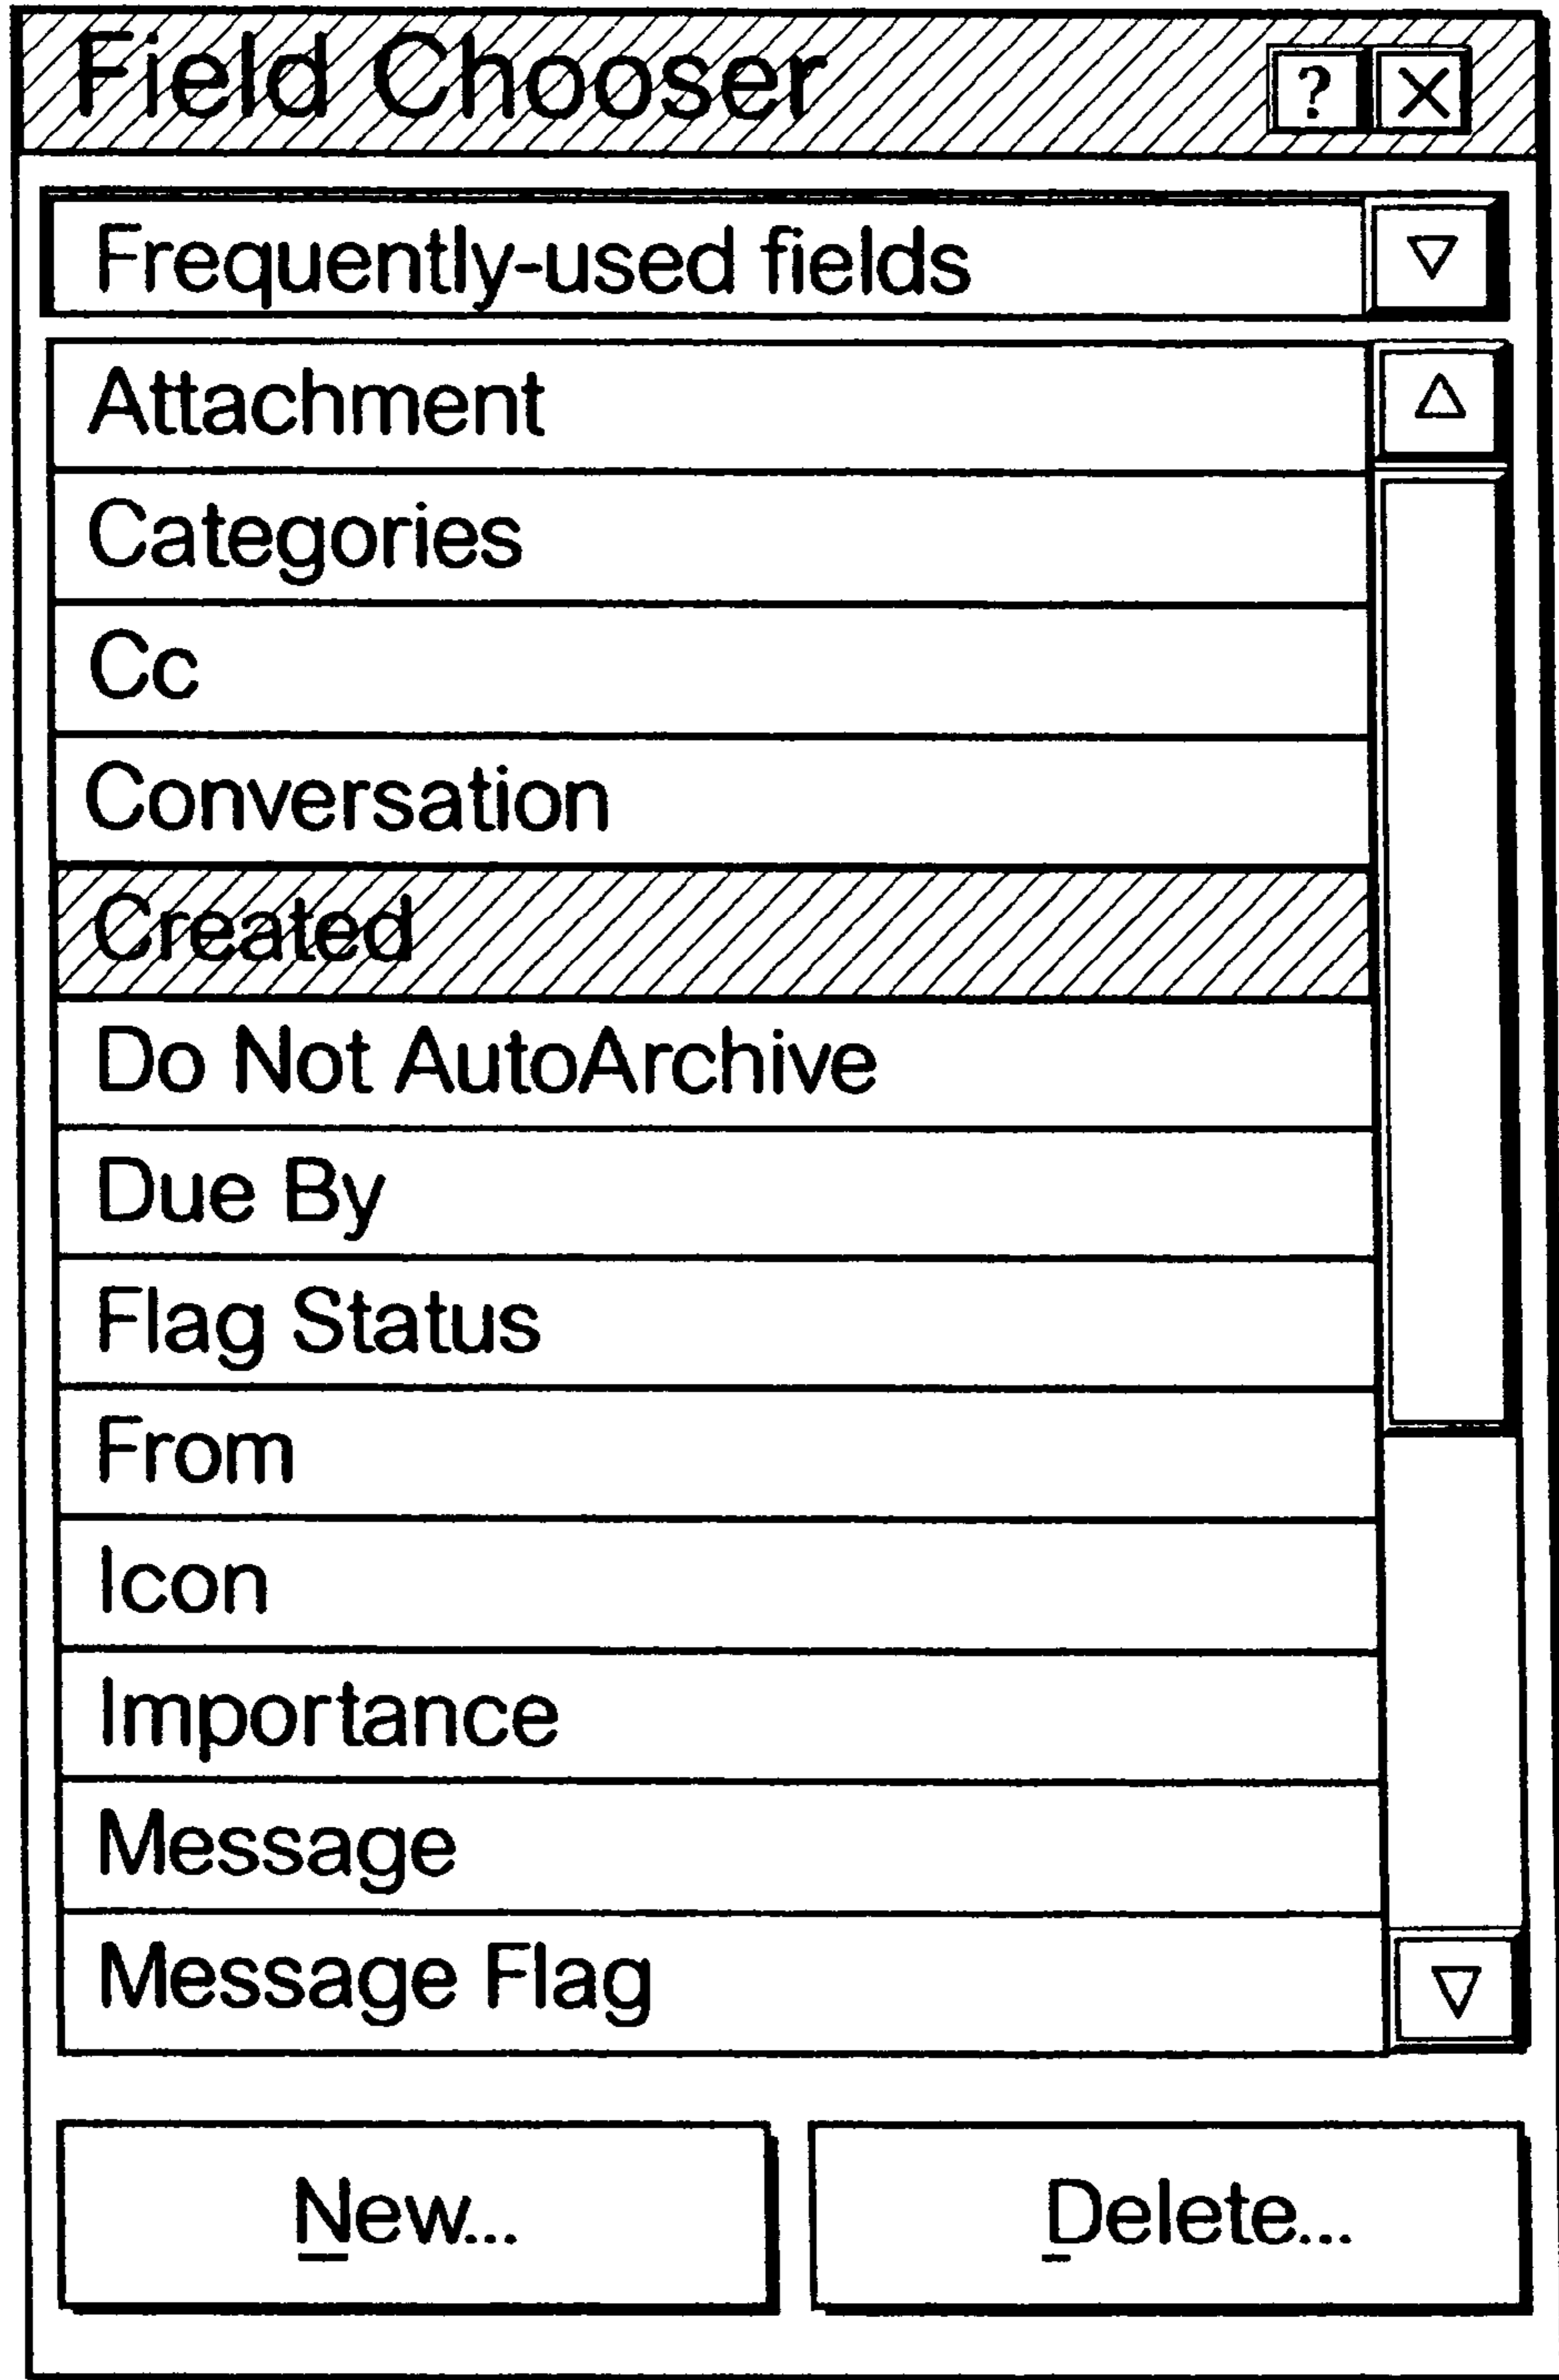 Field Chooser ? X
Frequently-used fields
Attachment
Categories
Cc
Conversation
Created
Do Not AutoArchive
Due By
Flag Status
From
Icon
Importance
Message
Message Flag
New... Delete...